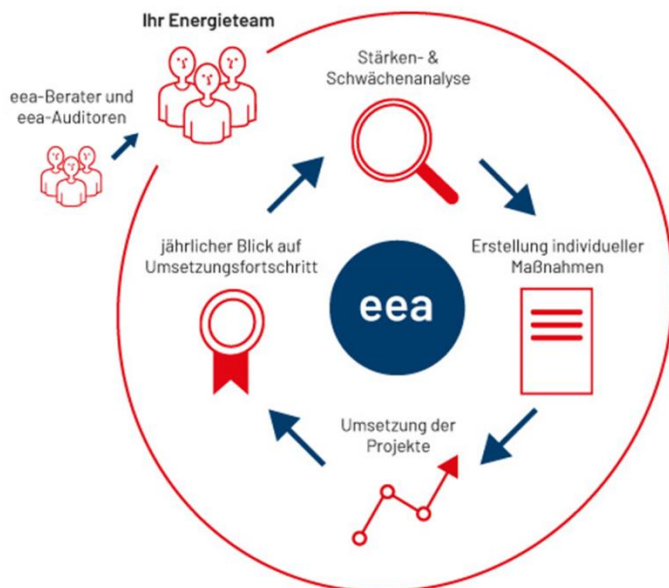 Ihr Energieteam
eea-Berater und
eea-Auditoren
Stärken- &
Schwächenanalyse
Erstellung individueller
Maßnahmen
Umsetzung der
Projekte
jährlicher Blick auf
Umsetzungsfortschritt
eea